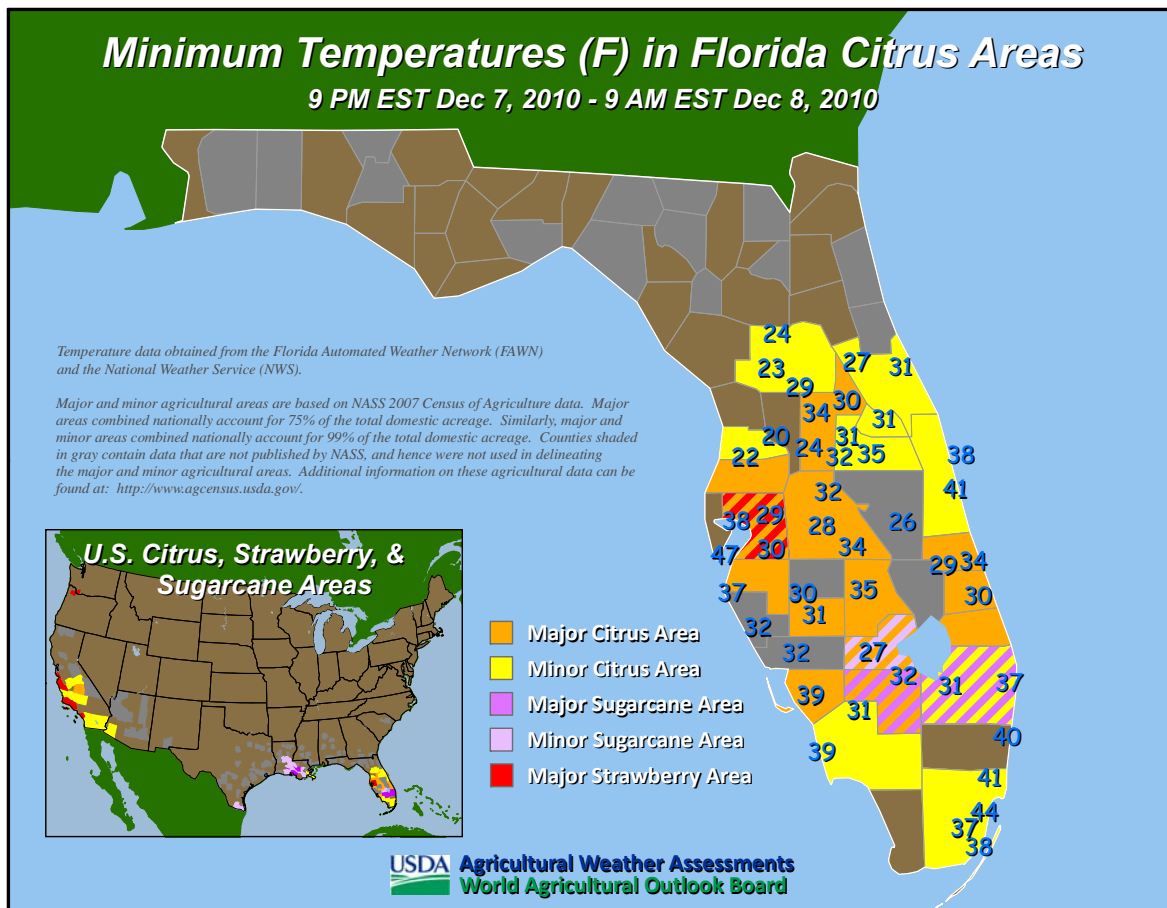 Minimum Temperatures (F) in Florida Citrus Areas
9 PM EST Dec 7, 2010 - 9 AM EST Dec 8, 2010
Temperature data obtained from the Florida Automated Weather Network (FAWN)
and the National Weather Service (NWS).
Major and minor agricultural areas are based on NASS 2007 Census of Agriculture data. Major
areas combined nationally account for 75% of the total domestic acreage. Similarly, major and
minor areas combined nationally account for 99% of the total domestic acreage. Counties shaded
in gray contain data that are not published by NASS, and hence were not used in delineating
the major and minor agricultural areas. Additional information on these agricultural data can be
found at: http://www.agcensus.usda.gov/.
24
23
27
31
29
34
30
31
20
24
31
22
32
35
38
32
41
38
29
28
26
47
30
34
29
34
37
30
35
30
31
32
32
27
32
31
37
39
31
40
39
41
44
37
38
U.S. Citrus, Strawberry, &
Sugarcane Areas
Major Citrus Area
Minor Citrus Area
Major Sugarcane Area
Minor Sugarcane Area
Major Strawberry Area
USDA Agricultural Weather Assessments
World Agricultural Outlook Board